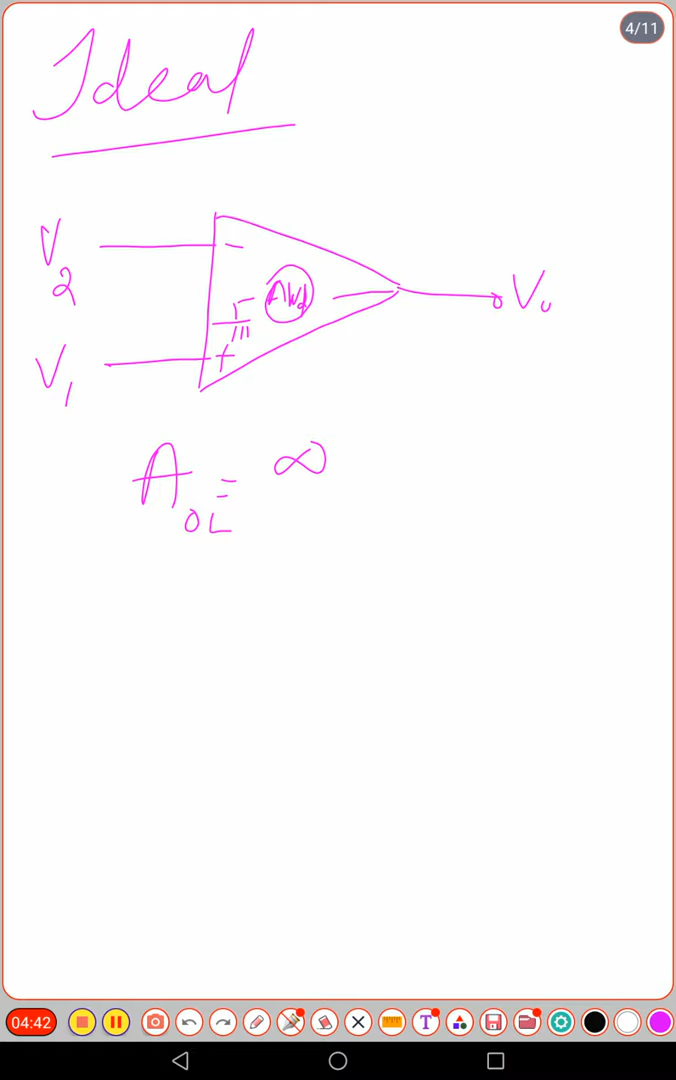 4/11
Ideal
V2
-
AVd
V1
+
Vo
AOL = ∞
04:42
T